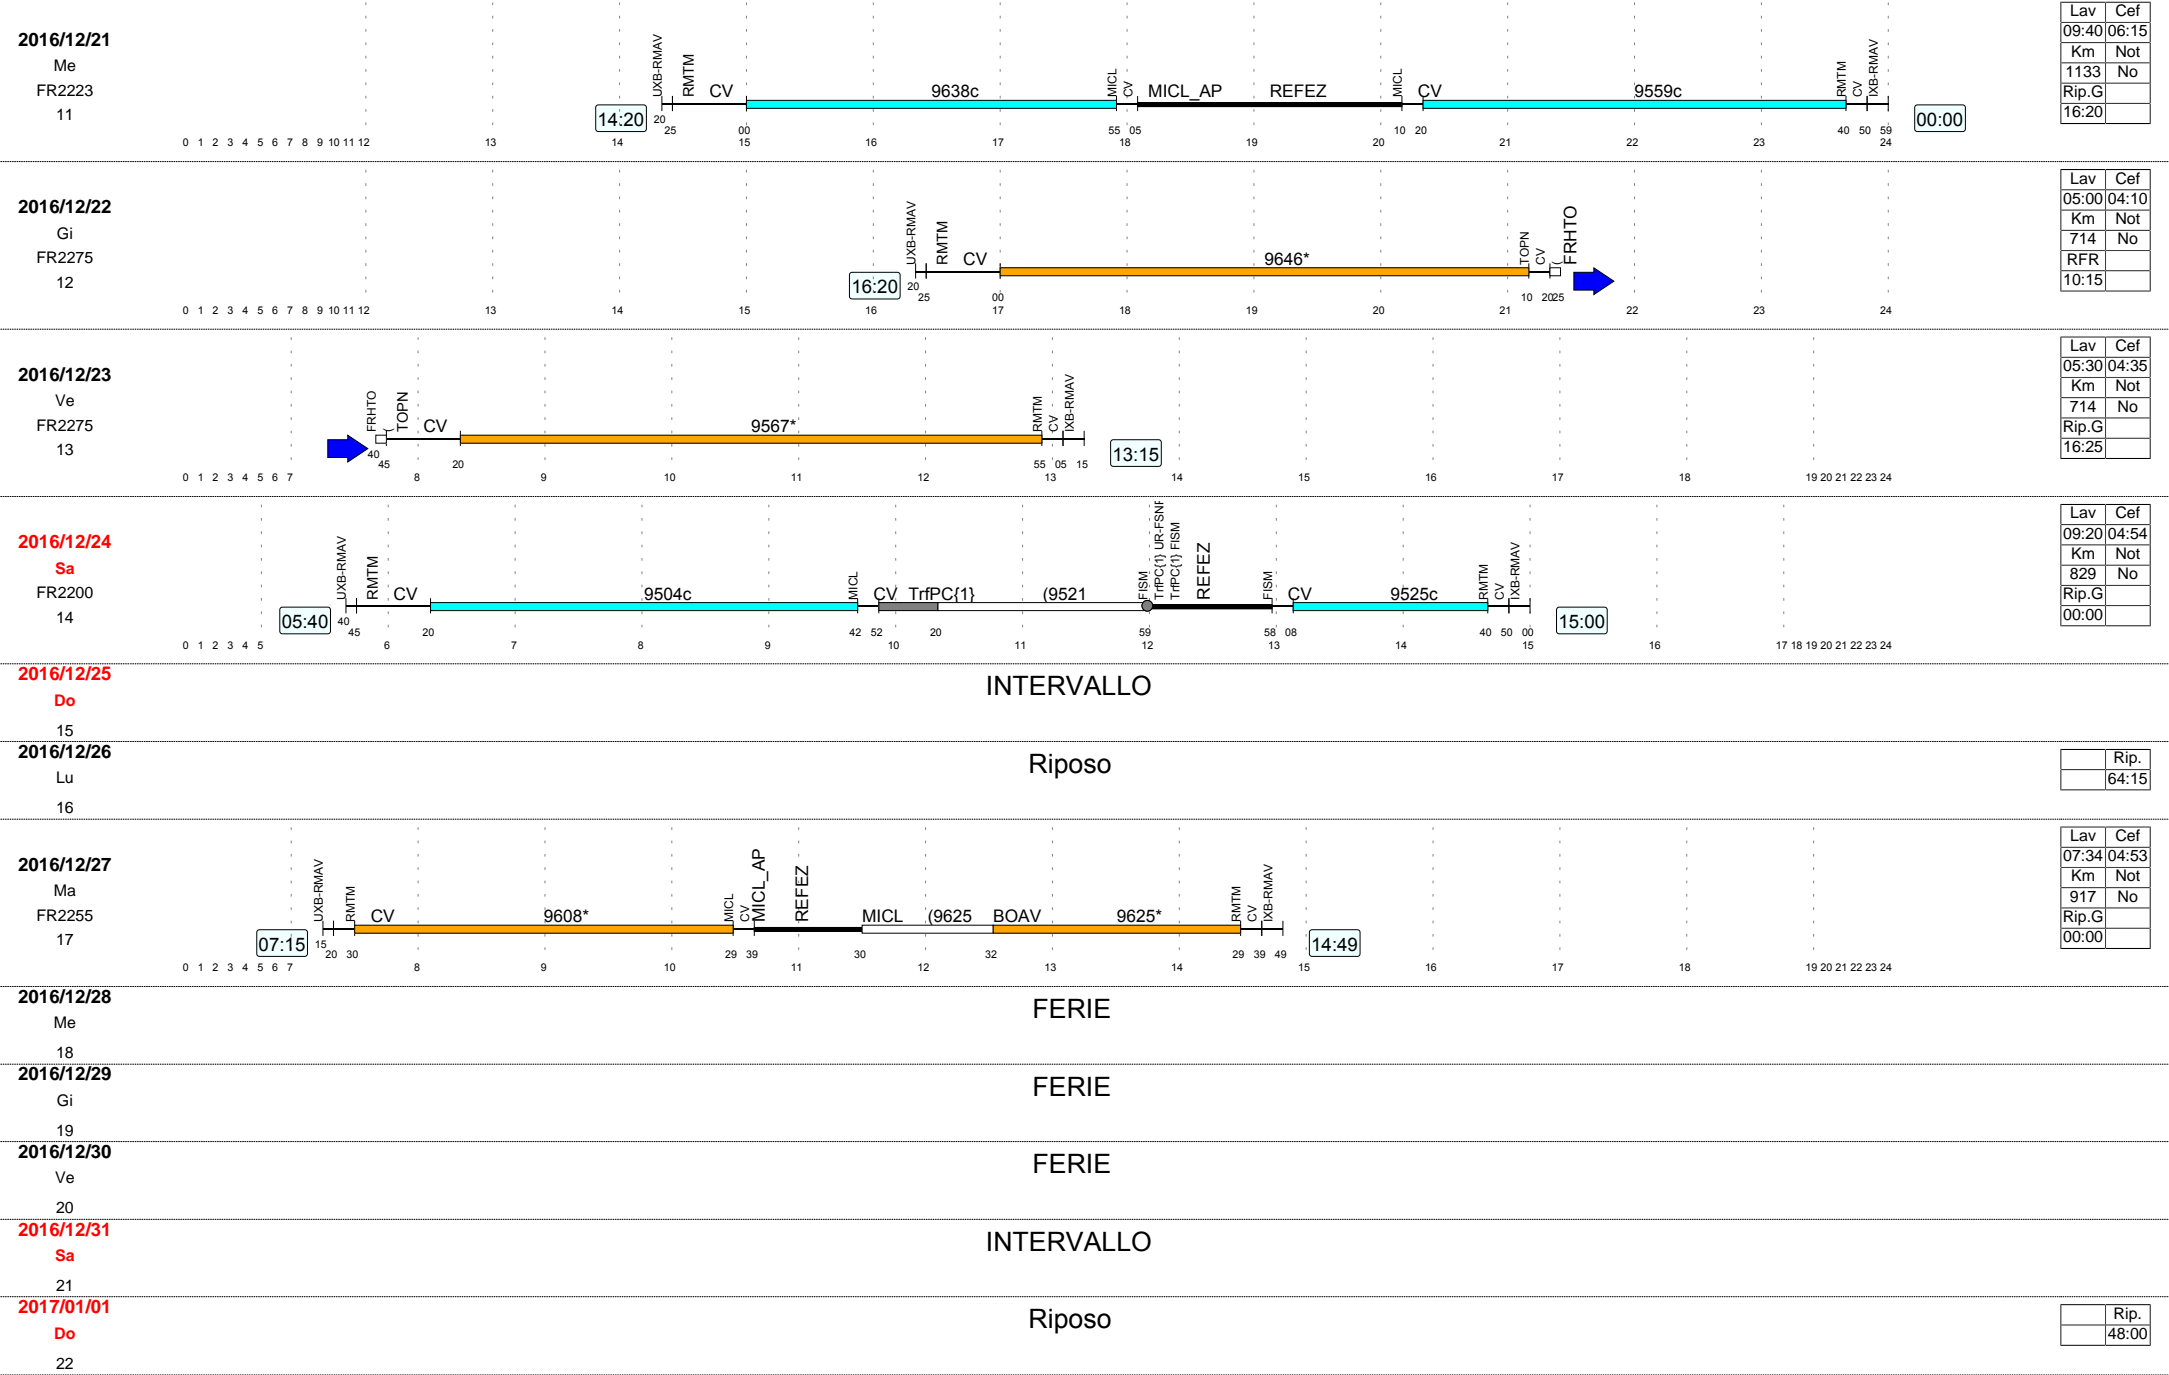 2016/12/21
Me
FR2223
11
14:20
UXB-RMAV
RMTM
CV
9638c
MICL
CV
MICL_AP
REFEZ
MICL
CV
9559c
RMTM
CV
IXB-RMAV
00:00
20 25 00 55 05 10 20 40 50 59
0 1 2 3 4 5 6 7 8 9 10 11 12 13 14 15 16 17 18 19 20 21 22 23 24
Lav Cef
09:40 06:15
Km Not
1133 No
Rip.G
16:20
2016/12/22
Gi
FR2275
12
16:20
UXB-RMAV
RMTM
CV
9646*
TOPN
CV
(
FRHTO
20 25 00 10 20 25
0 1 2 3 4 5 6 7 8 9 10 11 12 13 14 15 16 17 18 19 20 21 22 23 24
Lav Cef
05:00 04:10
Km Not
714 No
RFR
10:15
2016/12/23
Ve
FR2275
13
FRHTO
(
TOPN
CV
9567*
RMTM
CV
IXB-RMAV
13:15
40 45 20 55 05 15
0 1 2 3 4 5 6 7 8 9 10 11 12 13 14 15 16 17 18 19 20 21 22 23 24
Lav Cef
05:30 04:35
Km Not
714 No
Rip.G
16:25
2016/12/24
Sa
FR2200
14
05:40
UXB-RMAV
RMTM
CV
9504c
MICL
CV
TrfPC{1}
(9521
FISM
TrfPC{1} UR-FSNF
TrfPC{1} FISM
REFEZ
FISM
CV
9525c
RMTM
CV
IXB-RMAV
15:00
40 45 20 42 52 20 59 58 08 40 50 00
0 1 2 3 4 5 6 7 8 9 10 11 12 13 14 15 16 17 18 19 20 21 22 23 24
Lav Cef
09:20 04:54
Km Not
829 No
Rip.G
00:00
2016/12/25
Do
15
INTERVALLO
2016/12/26
Lu
16
Riposo
Rip.
64:15
2016/12/27
Ma
FR2255
17
07:15
UXB-RMAV
RMTM
CV
9608*
MICL
CV
MICL_AP
REFEZ
MICL
(9625
BOAV
9625*
RMTM
CV
IXB-RMAV
14:49
15 20 30 29 39 30 32 29 39 49
0 1 2 3 4 5 6 7 8 9 10 11 12 13 14 15 16 17 18 19 20 21 22 23 24
Lav Cef
07:34 04:53
Km Not
917 No
Rip.G
00:00
2016/12/28
Me
18
FERIE
2016/12/29
Gi
19
FERIE
2016/12/30
Ve
20
FERIE
2016/12/31
Sa
21
INTERVALLO
2017/01/01
Do
22
Riposo
Rip.
48:00